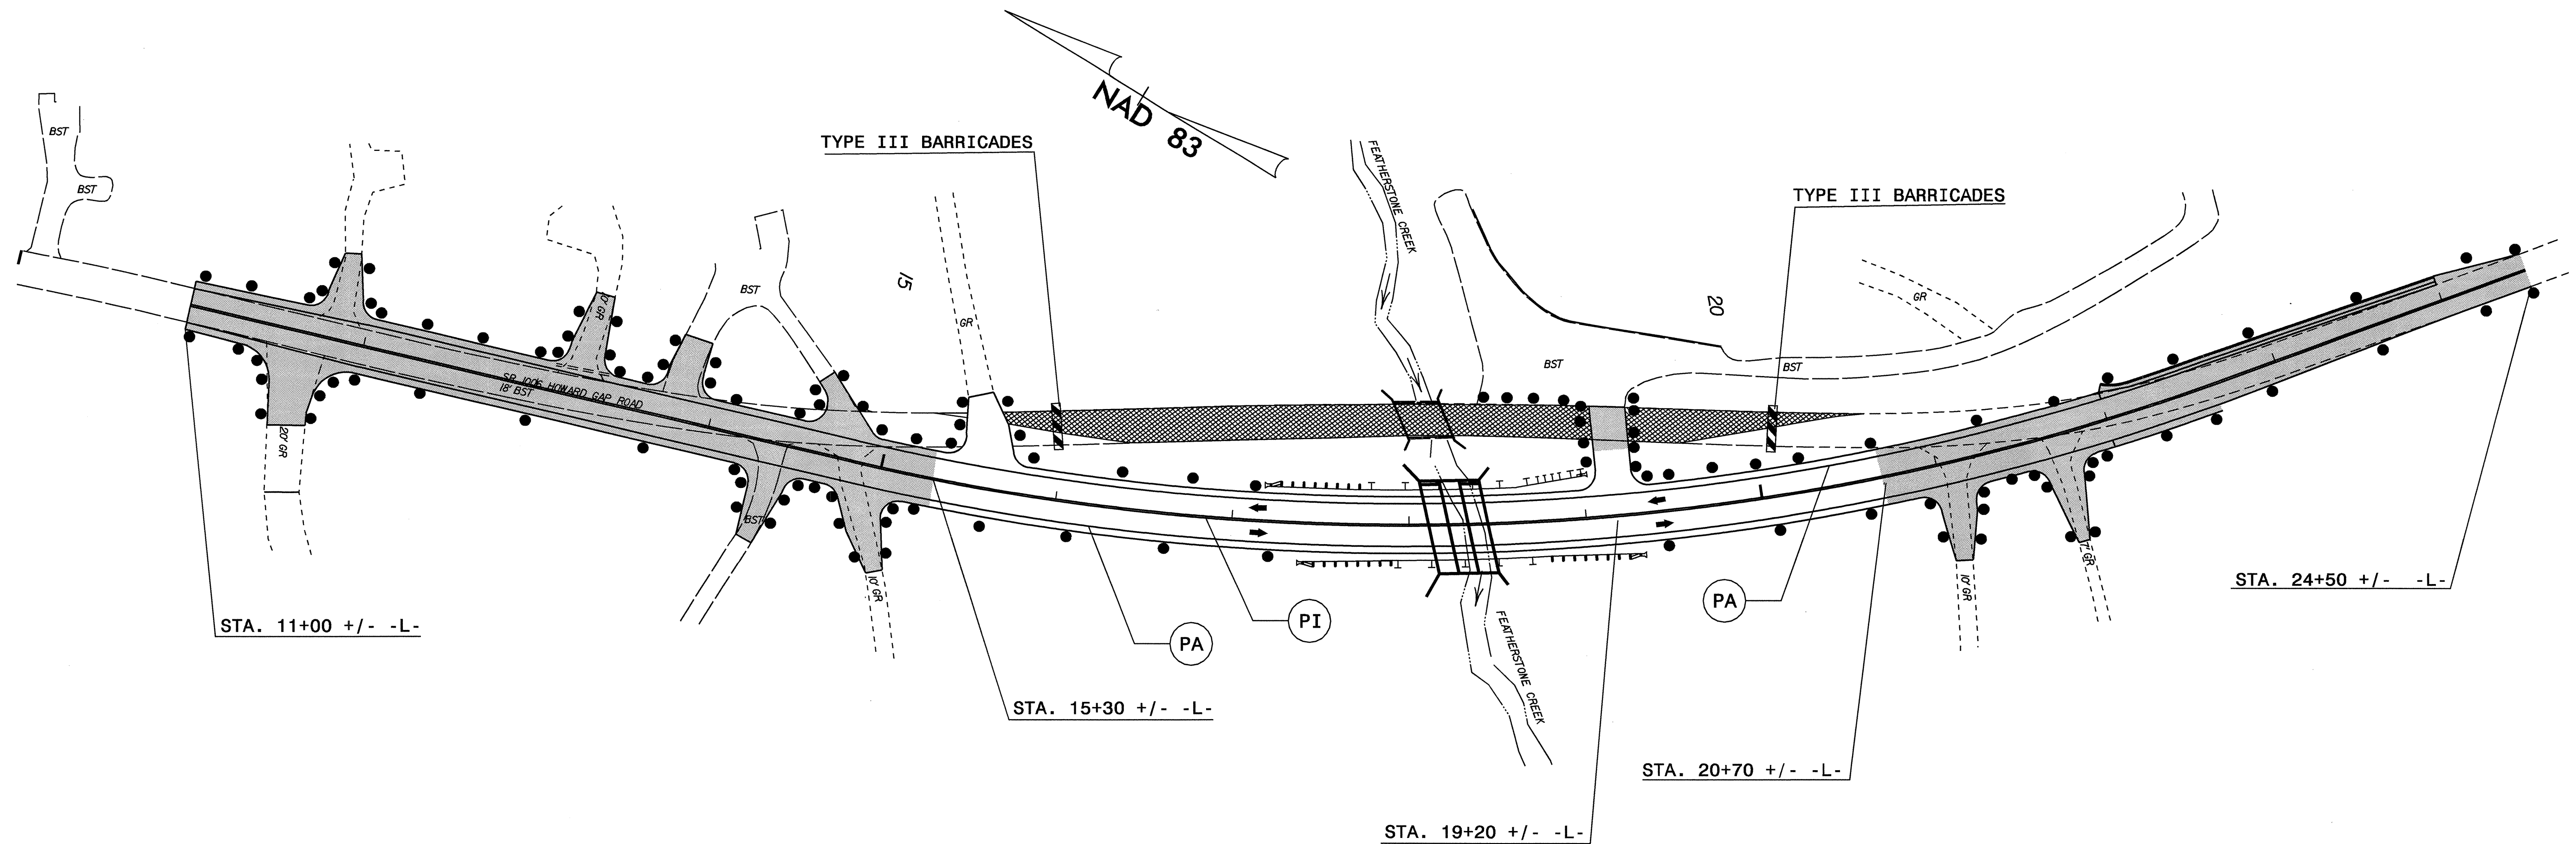 NAD 83
TYPE III BARRICADES
TYPE III BARRICADES
BST
BST
FEATHERSTONE CREEK
10' GR
BST
15
GR
20
GR
BST
BST
SR 1006 HOWARD GAP ROAD
18' BST
20' GR
BST
10' GR
10' GR
17' GR
PA
PI
PA
FEATHERSTONE CREEK
STA. 11+00 +/- -L-
STA. 15+30 +/- -L-
STA. 19+20 +/- -L-
STA. 20+70 +/- -L-
STA. 24+50 +/- -L-